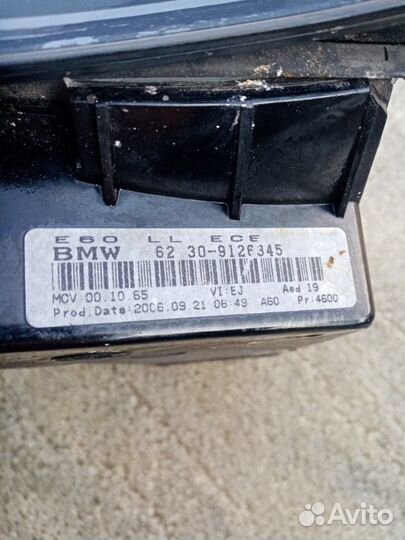 E60 LL ECE
BMW 62 30-9126345
MCV:00.10.65 VI:EJ Aed 19
Prod.Date:2006.09.21 06:49 A60 Pr:4600
Avito